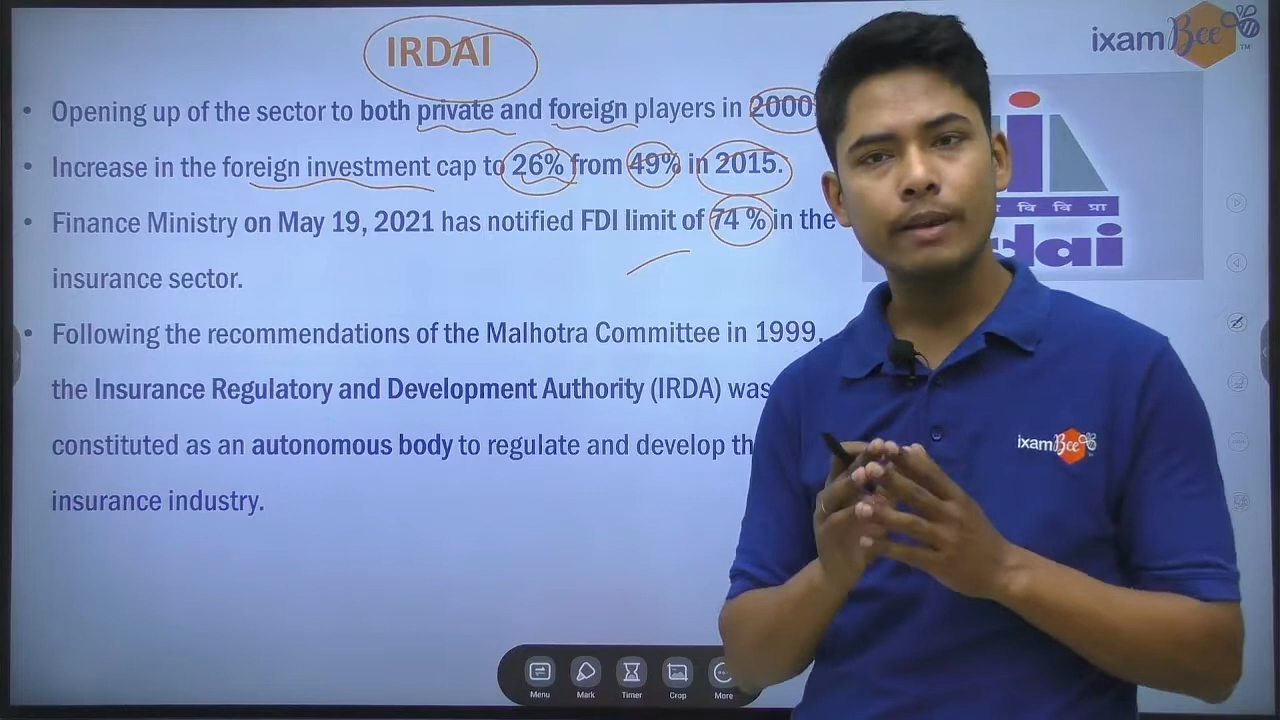 IRDAI
ixamBee™
• Opening up of the sector to both private and foreign players in 2000
• Increase in the foreign investment cap to 26% from 49% in 2015.
• Finance Ministry on May 19, 2021 has notified FDI limit of 74 % in the
insurance sector.
वि वि प्रा
dai
• Following the recommendations of the Malhotra Committee in 1999,
the Insurance Regulatory and Development Authority (IRDA) was
constituted as an autonomous body to regulate and develop th
insurance industry.
ixamBee
Menu Mark Timer Crop More